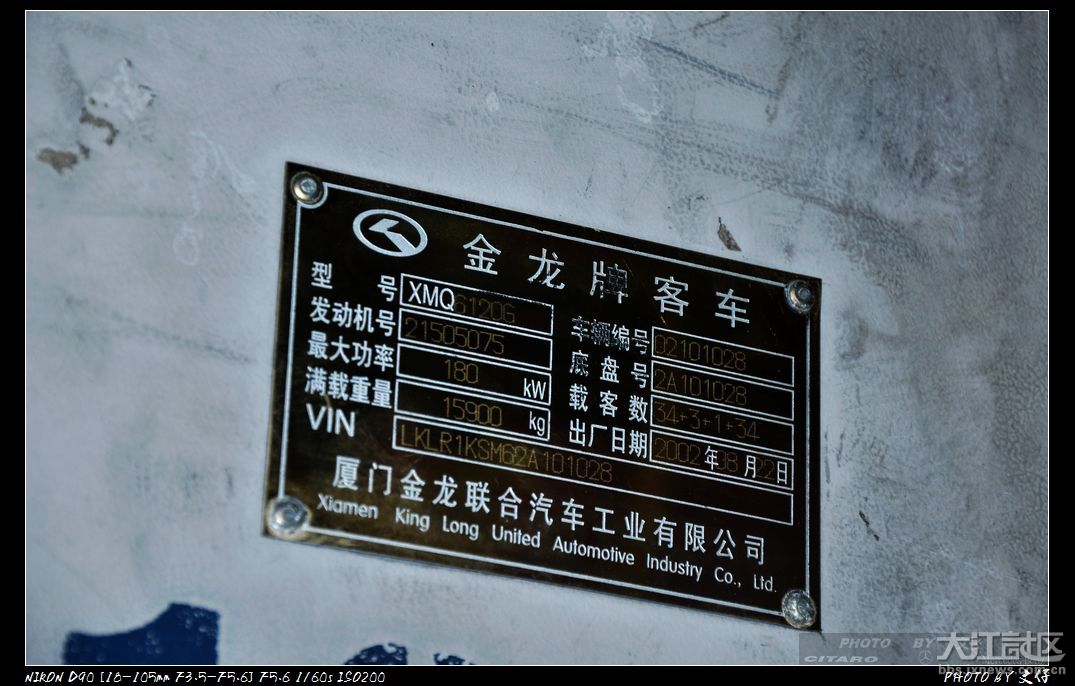 金龙牌客车
型号 XMQ6120G
发动机号 21505075
最大功率 180 kW
满载重量 15900 kg
VIN LKLR1KSM62A101028
车辆编号 02101028
底盘号 2A101028
载客数 34+3+1+34
出厂日期 2002年08月22日
厦门金龙联合汽车工业有限公司
Xiamen King Long United Automotive Industry Co., Ltd.
PHOTO BY
CITARO
大江社区
bbs.jxnews.com.cn
NIKON D90 [18-105mm F3.5-F5.6] F5.6 1/60s ISO200
PHOTO BY